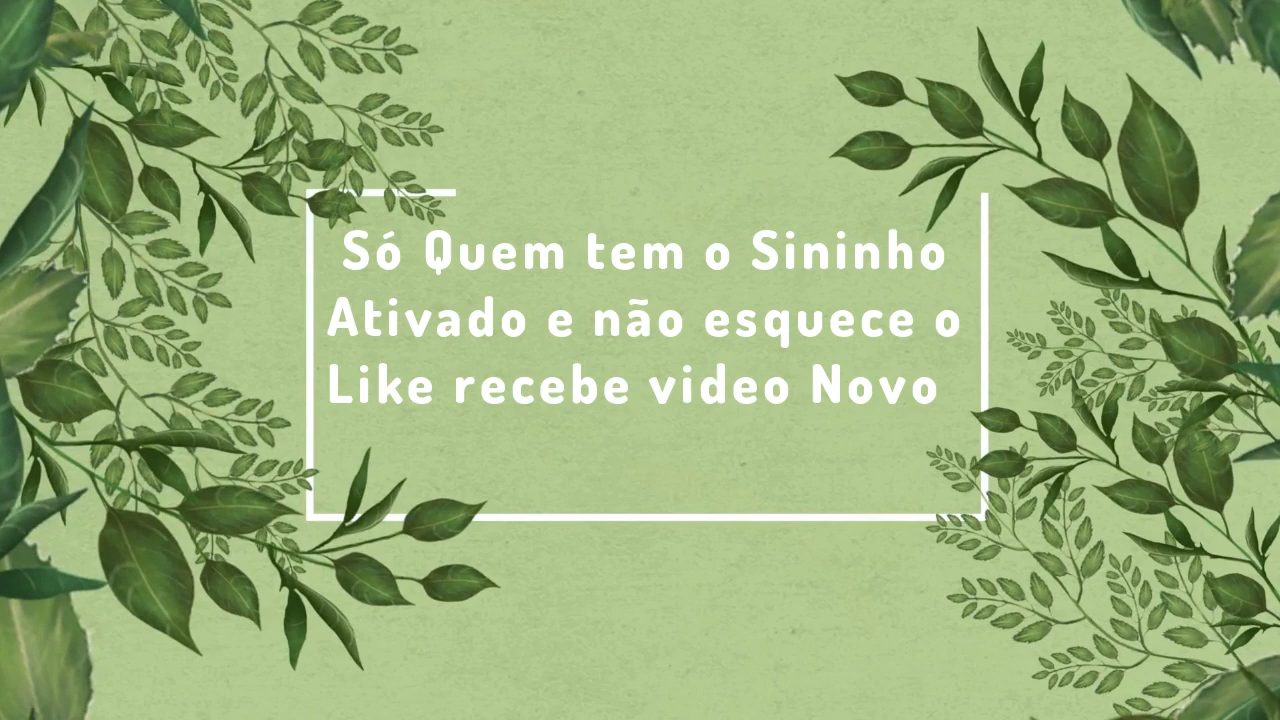 Só Quem tem o Sininho
Ativado e não esquece o
Like recebe video Novo